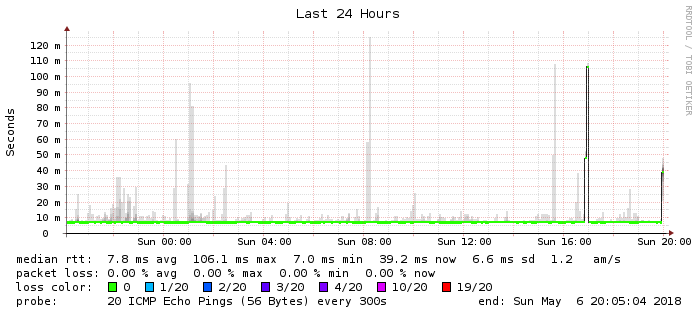 Last 24 Hours
RRDTOOL / TOBI OETIKER
Seconds
120 m
110 m
100 m
90 m
80 m
70 m
60 m
50 m
40 m
30 m
20 m
10 m
0
Sun 00:00 Sun 04:00 Sun 08:00 Sun 12:00 Sun 16:00 Sun 20:00
median rtt: 7.8 ms avg 106.1 ms max 7.0 ms min 39.2 ms now 6.6 ms sd 1.2 am/s
packet loss: 0.00 % avg 0.00 % max 0.00 % min 0.00 % now
loss color: 0 1/20 2/20 3/20 4/20 10/20 19/20
probe: 20 ICMP Echo Pings (56 Bytes) every 300s end: Sun May 6 20:05:04 2018